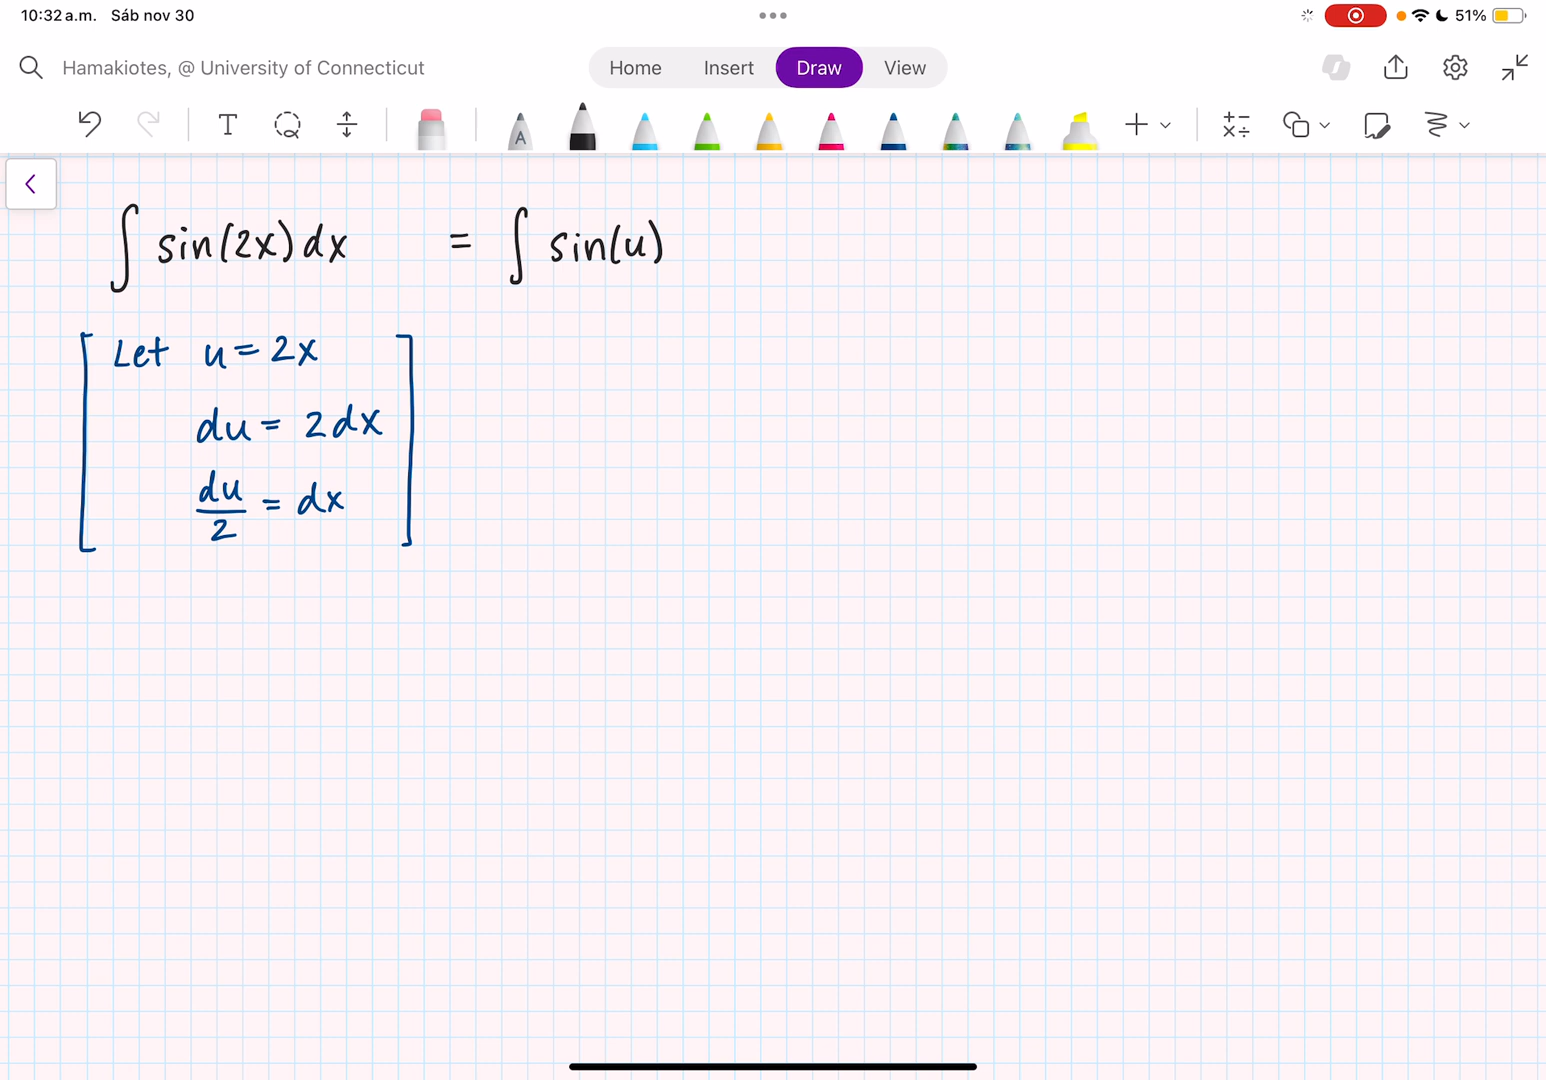 10:32 a.m. Sáb nov 30
51%
Hamakiotes, @ University of Connecticut
Home Insert Draw View
T
A
∫ sin(2x) dx = ∫ sin(u)
Let u = 2x
du = 2dx
du/2 = dx